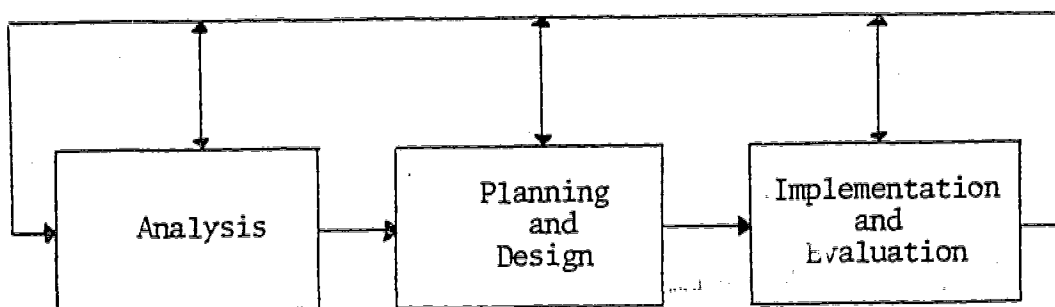 Analysis
Planning
and
Design
Implementation
and
Evaluation